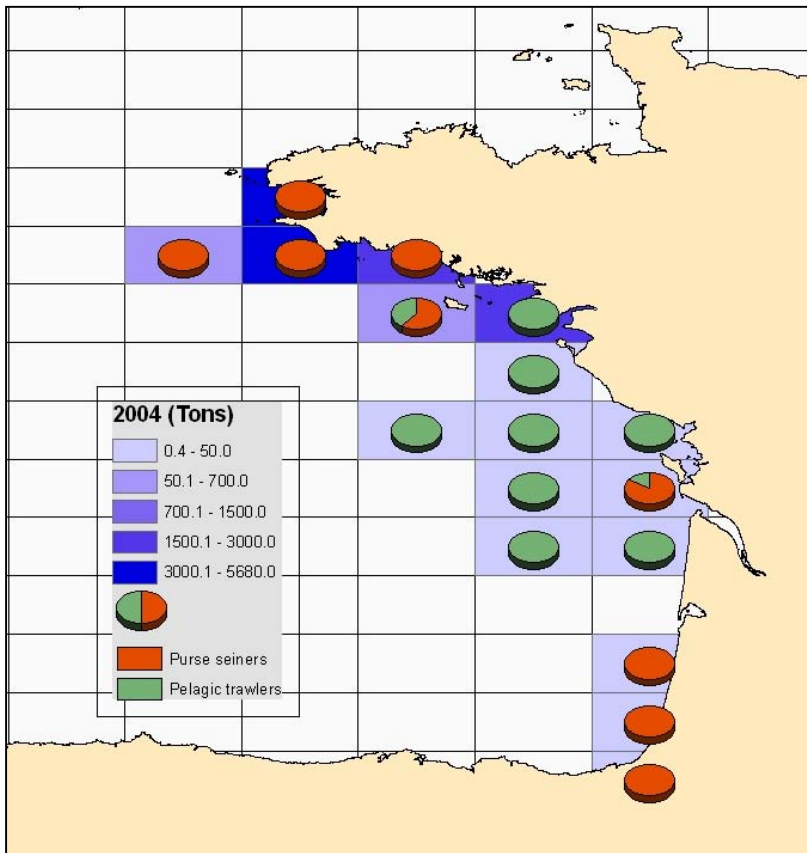 2004 (Tons)
0.4 - 50.0
50.1 - 700.0
700.1 - 1500.0
1500.1 - 3000.0
3000.1 - 5680.0
Purse seiners
Pelagic trawlers